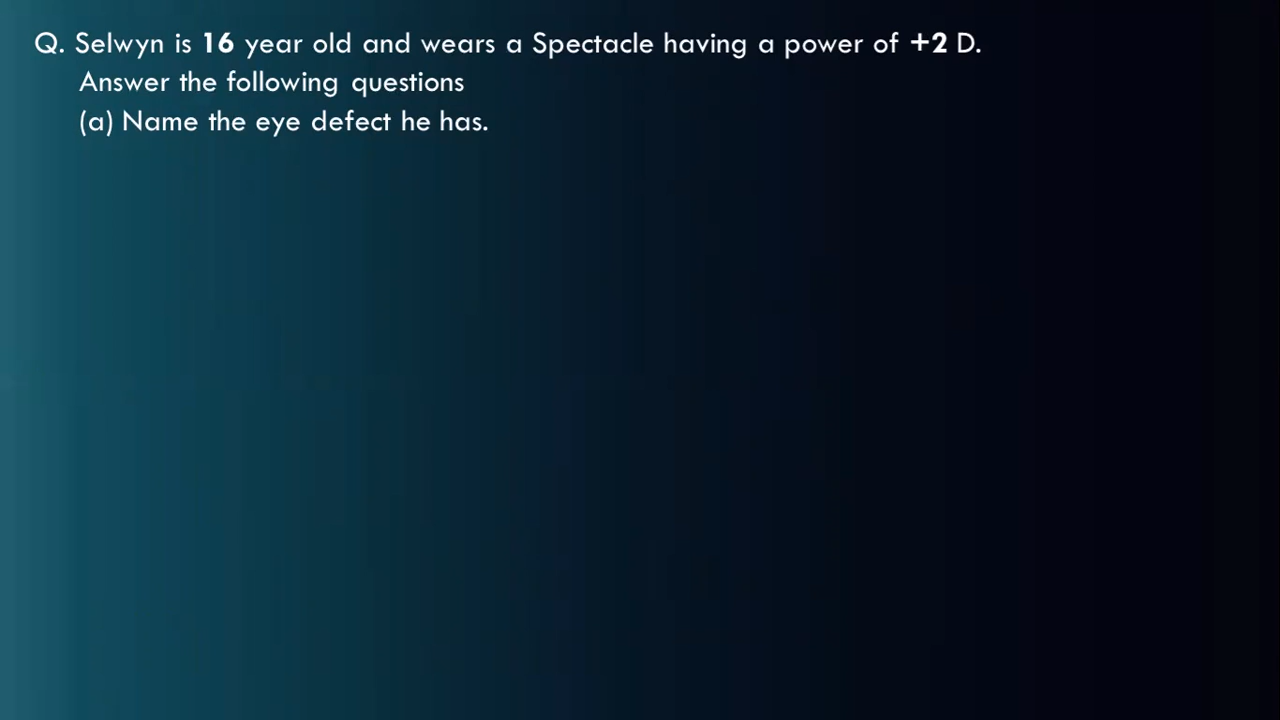 Q. Selwyn is 16 year old and wears a Spectacle having a power of +2 D.
Answer the following questions
(a) Name the eye defect he has.